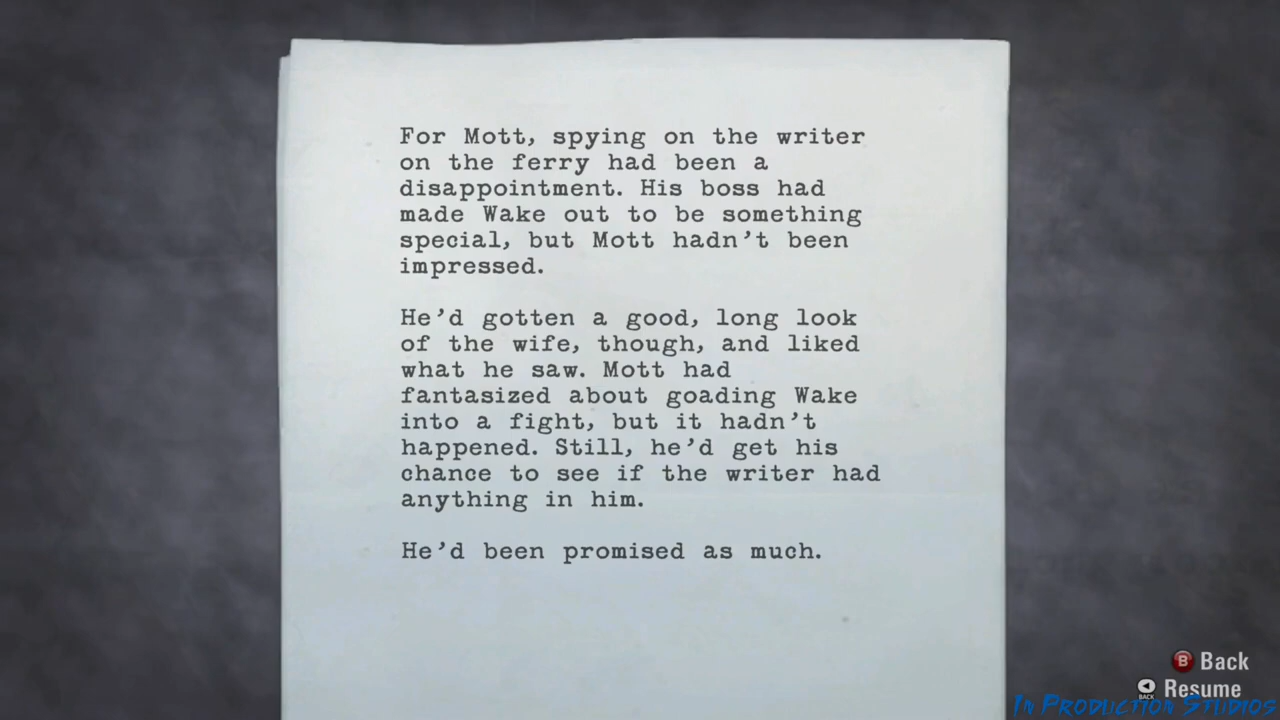 For Mott, spying on the writer
on the ferry had been a
disappointment. His boss had
made Wake out to be something
special, but Mott hadn't been
impressed.
He'd gotten a good, long look
of the wife, though, and liked
what he saw. Mott had
fantasized about goading Wake
into a fight, but it hadn't
happened. Still, he'd get his
chance to see if the writer had
anything in him.
He'd been promised as much.
B Back
BACK Resume
In Production Studios